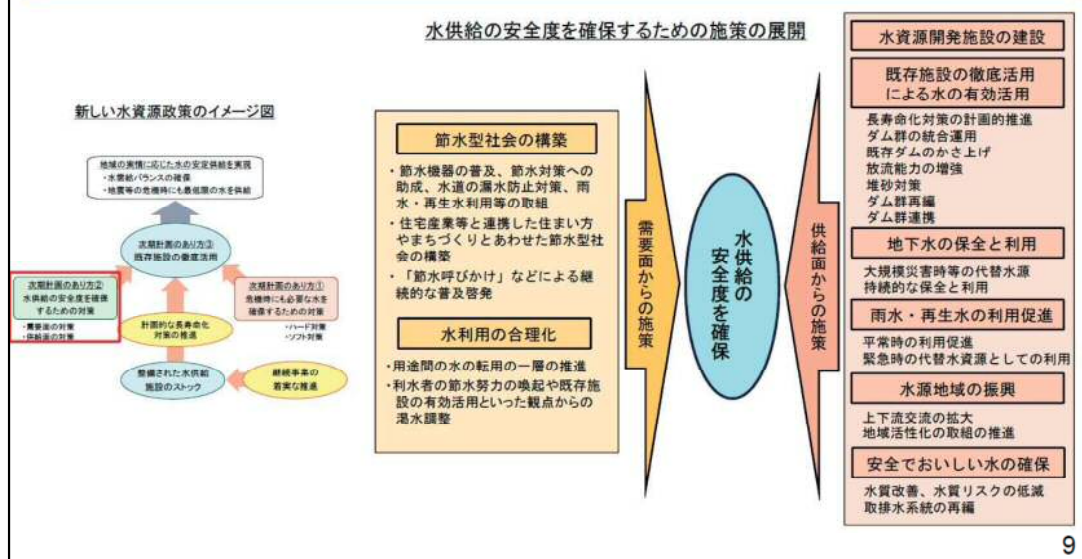 水供給の安全度を確保するための施策の展開
新しい水資源政策のイメージ図
地域の実情に応じた水の安定供給を実現
・水需給バランスの確保
・地震等の危機時にも最低限の水を供給
次期計画のあり方③
既存施設の徹底活用
次期計画のあり方②
水供給の安全度を確保
するための対策
・需要面の対策
・供給面の対策
計画的な長寿命化
対策の推進
次期計画のあり方①
危機時にも必要な水を
確保するための対策
・ハード対策
・ソフト対策
整備された水供給
施設のストック
継続事業の
着実な推進
節水型社会の構築
・節水機器の普及、節水対策への
助成、水道の漏水防止対策、雨
水・再生水利用等の取組
・住宅産業等と連携した住まい方
やまちづくりとあわせた節水型社
会の構築
・「節水呼びかけ」などによる継
続的な普及啓発
水利用の合理化
・用途間の水の転用の一層の推進
・利水者の節水努力の喚起や既存施
設の有効活用といった観点からの
渇水調整
需要面からの施策
水供給の
安全度を確保
供給面からの施策
水資源開発施設の建設
既存施設の徹底活用
による水の有効活用
長寿命化対策の計画的推進
ダム群の統合運用
既存ダムのかさ上げ
放流能力の増強
堆砂対策
ダム群再編
ダム群連携
地下水の保全と利用
大規模災害時等の代替水源
持続的な保全と利用
雨水・再生水の利用促進
平常時の利用促進
緊急時の代替水資源としての利用
水源地域の振興
上下流交流の拡大
地域活性化の取組の推進
安全でおいしい水の確保
水質改善、水質リスクの低減
取排水系統の再編
9